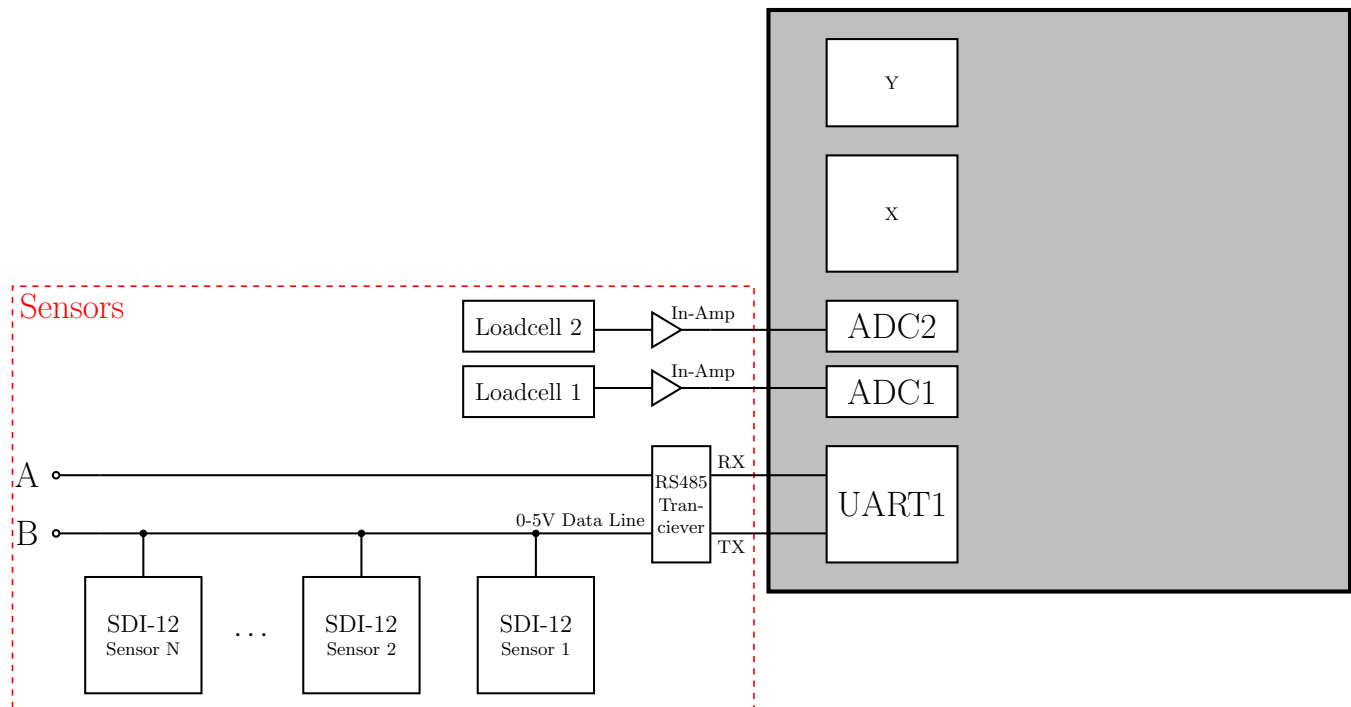 Y
X
Sensors
In-Amp
Loadcell 2
ADC2
In-Amp
Loadcell 1
ADC1
A
RX
RS485
Tran-
ciever
UART1
B
0-5V Data Line
TX
SDI-12
Sensor N
...
SDI-12
Sensor 2
SDI-12
Sensor 1